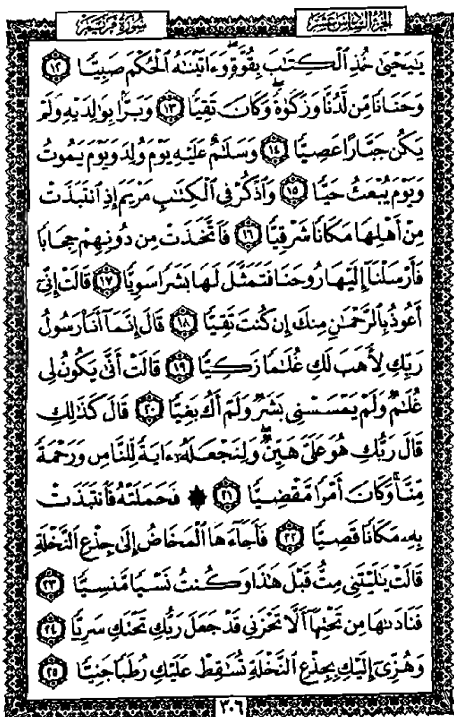 الجزء السادس عشر
سورة مريم
يَٰيَحْيَىٰ خُذِ ٱلْكِتَٰبَ بِقُوَّةٍۖ وَءَاتَيْنَٰهُ ٱلْحُكْمَ صَبِيًّا ١٢
وَحَنَانًا مِّن لَّدُنَّا وَزَكَوٰةًۖ وَكَانَ تَقِيًّا ١٣ وَبَرًّۢا بِوَٰلِدَيْهِ وَلَمْ
يَكُن جَبَّارًا عَصِيًّا ١٤ وَسَلَٰمٌ عَلَيْهِ يَوْمَ وُلِدَ وَيَوْمَ يَمُوتُ
وَيَوْمَ يُبْعَثُ حَيًّا ١٥ وَٱذْكُرْ فِى ٱلْكِتَٰبِ مَرْيَمَ إِذِ ٱنتَبَذَتْ
مِنْ أَهْلِهَا مَكَانًا شَرْقِيًّا ١٦ فَٱتَّخَذَتْ مِن دُونِهِمْ حِجَابًا
فَأَرْسَلْنَآ إِلَيْهَا رُوحَنَا فَتَمَثَّلَ لَهَا بَشَرًا سَوِيًّا ١٧ قَالَتْ إِنِّىٓ
أَعُوذُ بِٱلرَّحْمَٰنِ مِنكَ إِن كُنتَ تَقِيًّا ١٨ قَالَ إِنَّمَآ أَنَا۠ رَسُولُ
رَبِّكِ لِأَهَبَ لَكِ غُلَٰمًا زَكِيًّا ١٩ قَالَتْ أَنَّىٰ يَكُونُ لِى
غُلَٰمٌ وَلَمْ يَمْسَسْنِى بَشَرٌ وَلَمْ أَكُ بَغِيًّا ٢٠ قَالَ كَذَٰلِكِ
قَالَ رَبُّكِ هُوَ عَلَىَّ هَيِّنٌۖ وَلِنَجْعَلَهُۥٓ ءَايَةً لِّلنَّاسِ وَرَحْمَةً
مِّنَّاۚ وَكَانَ أَمْرًا مَّقْضِيًّا ٢١ ۞ فَحَمَلَتْهُ فَٱنتَبَذَتْ
بِهِۦ مَكَانًا قَصِيًّا ٢٢ فَأَجَآءَهَا ٱلْمَخَاضُ إِلَىٰ جِذْعِ ٱلنَّخْلَةِ
قَالَتْ يَٰلَيْتَنِى مِتُّ قَبْلَ هَٰذَا وَكُنتُ نَسْيًا مَّنسِيًّا ٢٣
فَنَادَىٰهَا مِن تَحْتِهَآ أَلَّا تَحْزَنِى قَدْ جَعَلَ رَبُّكِ تَحْتَكِ سَرِيًّا ٢٤
وَهُزِّىٓ إِلَيْكِ بِجِذْعِ ٱلنَّخْلَةِ تُسَٰقِطْ عَلَيْكِ رُطَبًا جَنِيًّا ٢٥
٣٠٦